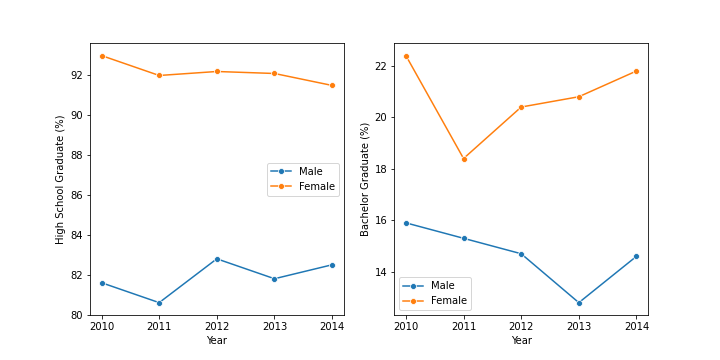 High School Graduate (%)
92
90
88
86
84
82
80
Male
Female
2010 2011 2012 2013 2014
Year
Bachelor Graduate (%)
22
20
18
16
14
Male
Female
2010 2011 2012 2013 2014
Year